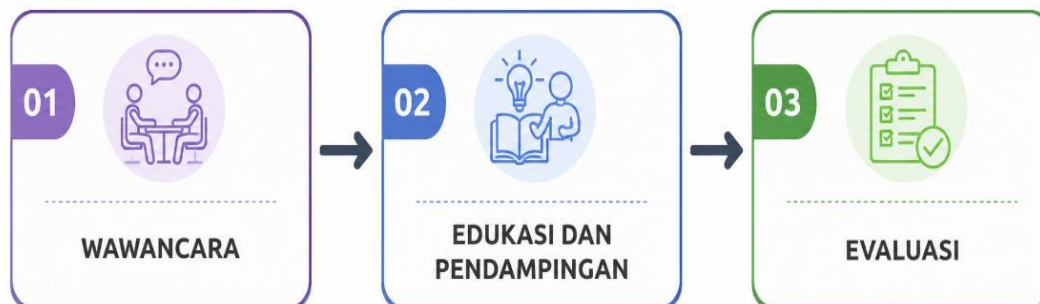 01
WAWANCARA
02
EDUKASI DAN
PENDAMPINGAN
03
EVALUASI